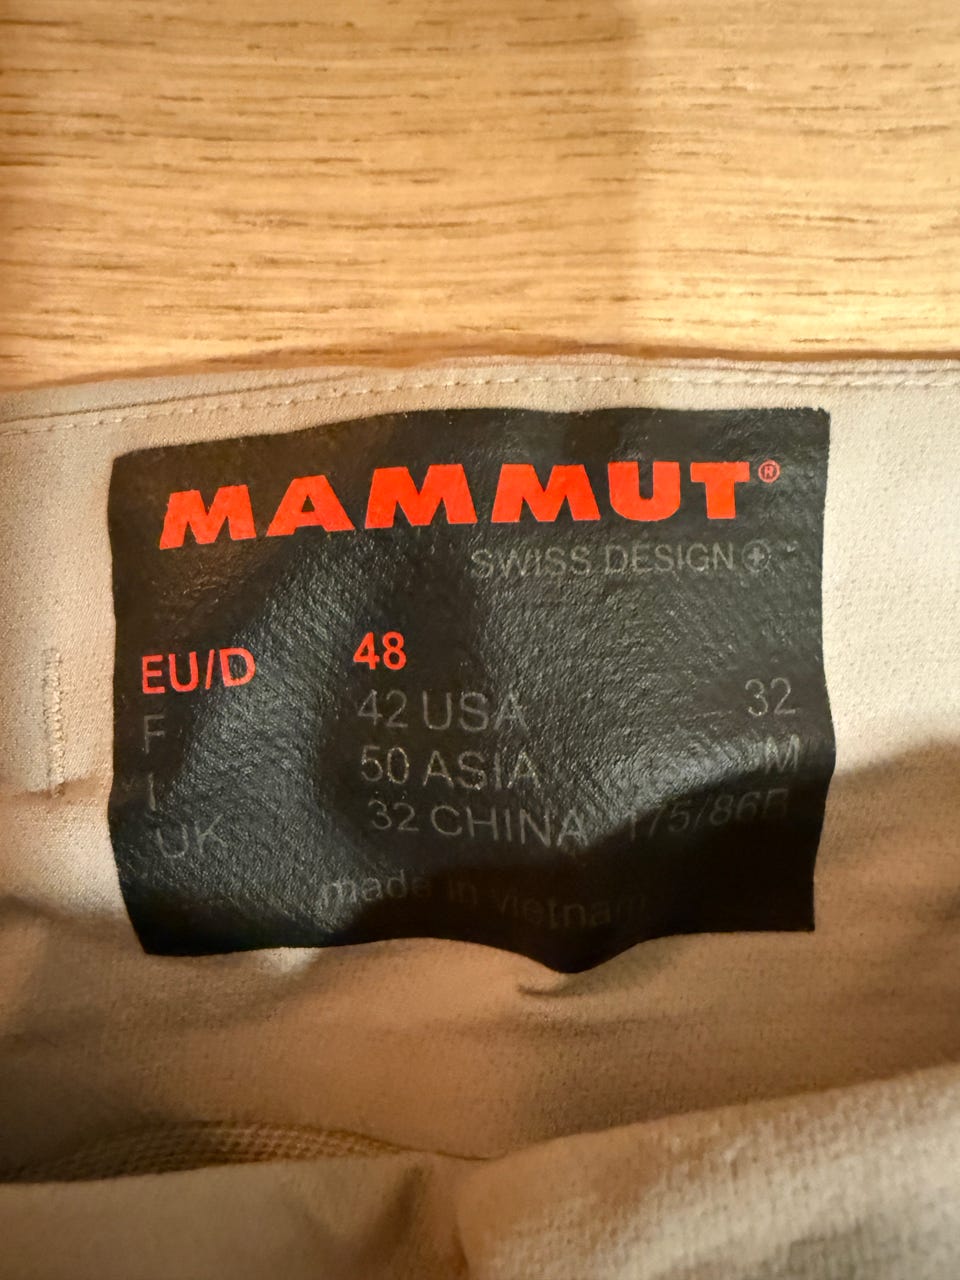 MAMMUT®
SWISS DESIGN
EU/D 48
F 42 USA 32
I 50 ASIA M
UK 32 CHINA 175/86B
made in vietnam